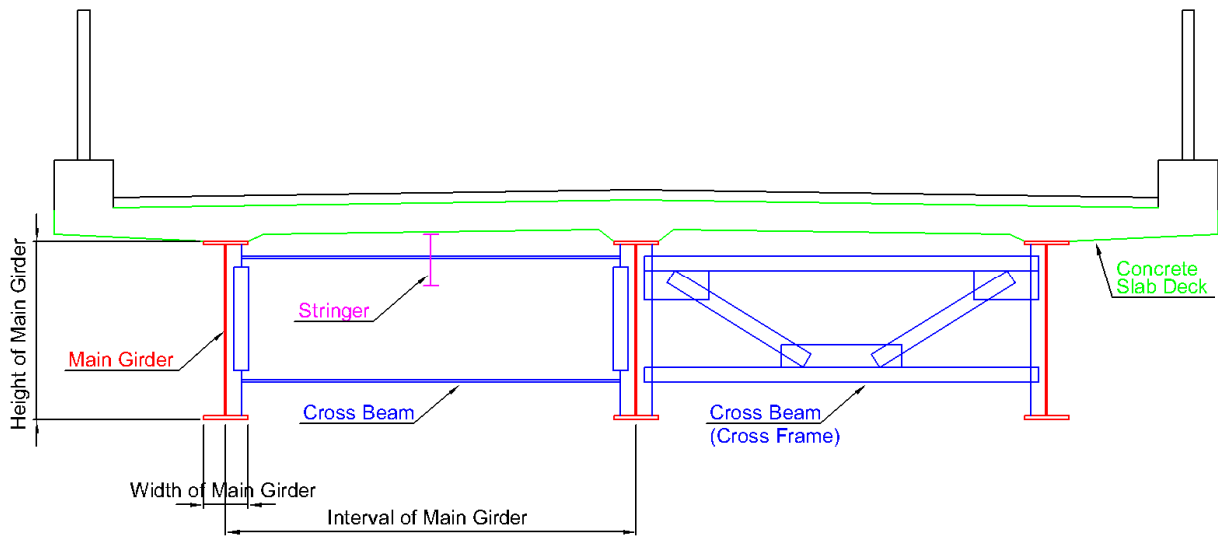 Height of Main Girder
Concrete
Slab Deck
Stringer
Main Girder
Cross Beam
Cross Beam
(Cross Frame)
Width of Main Girder
Interval of Main Girder